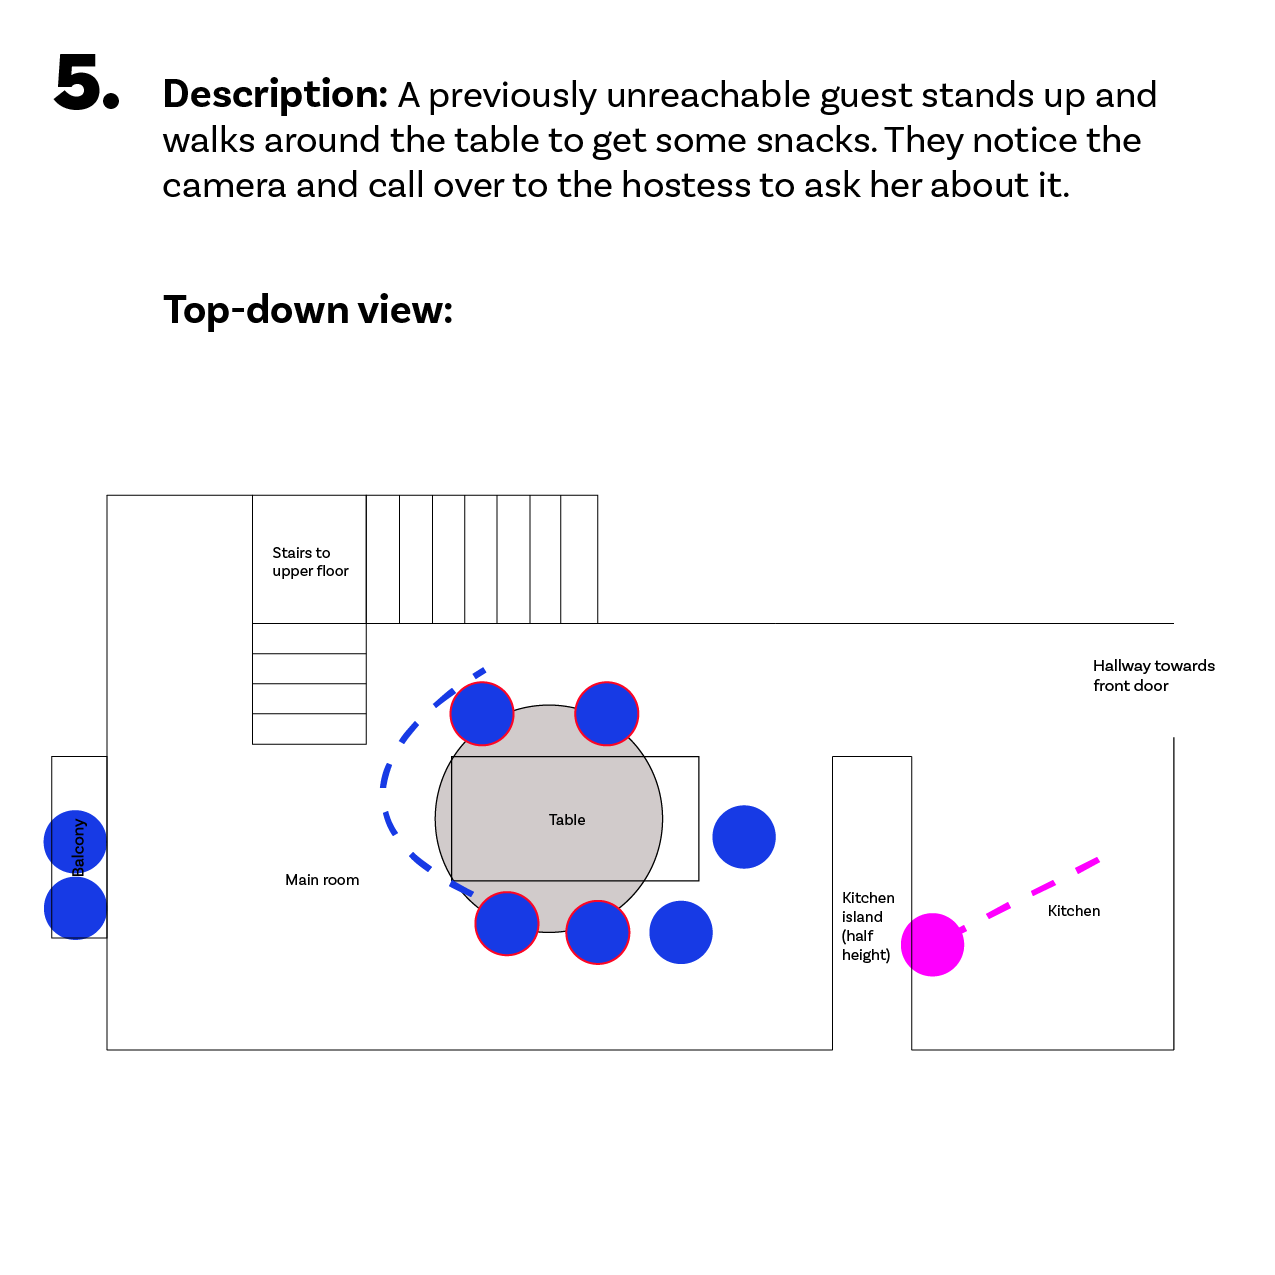 5.
Description: A previously unreachable guest stands up and
walks around the table to get some snacks. They notice the
camera and call over to the hostess to ask her about it.
Top-down view:
Stairs to
upper floor
Hallway towards
front door
Table
Balcony
Main room
Kitchen
island
(half
height)
Kitchen